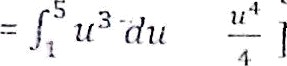 = ∫₁⁵ u³ du   u⁴/4 ]